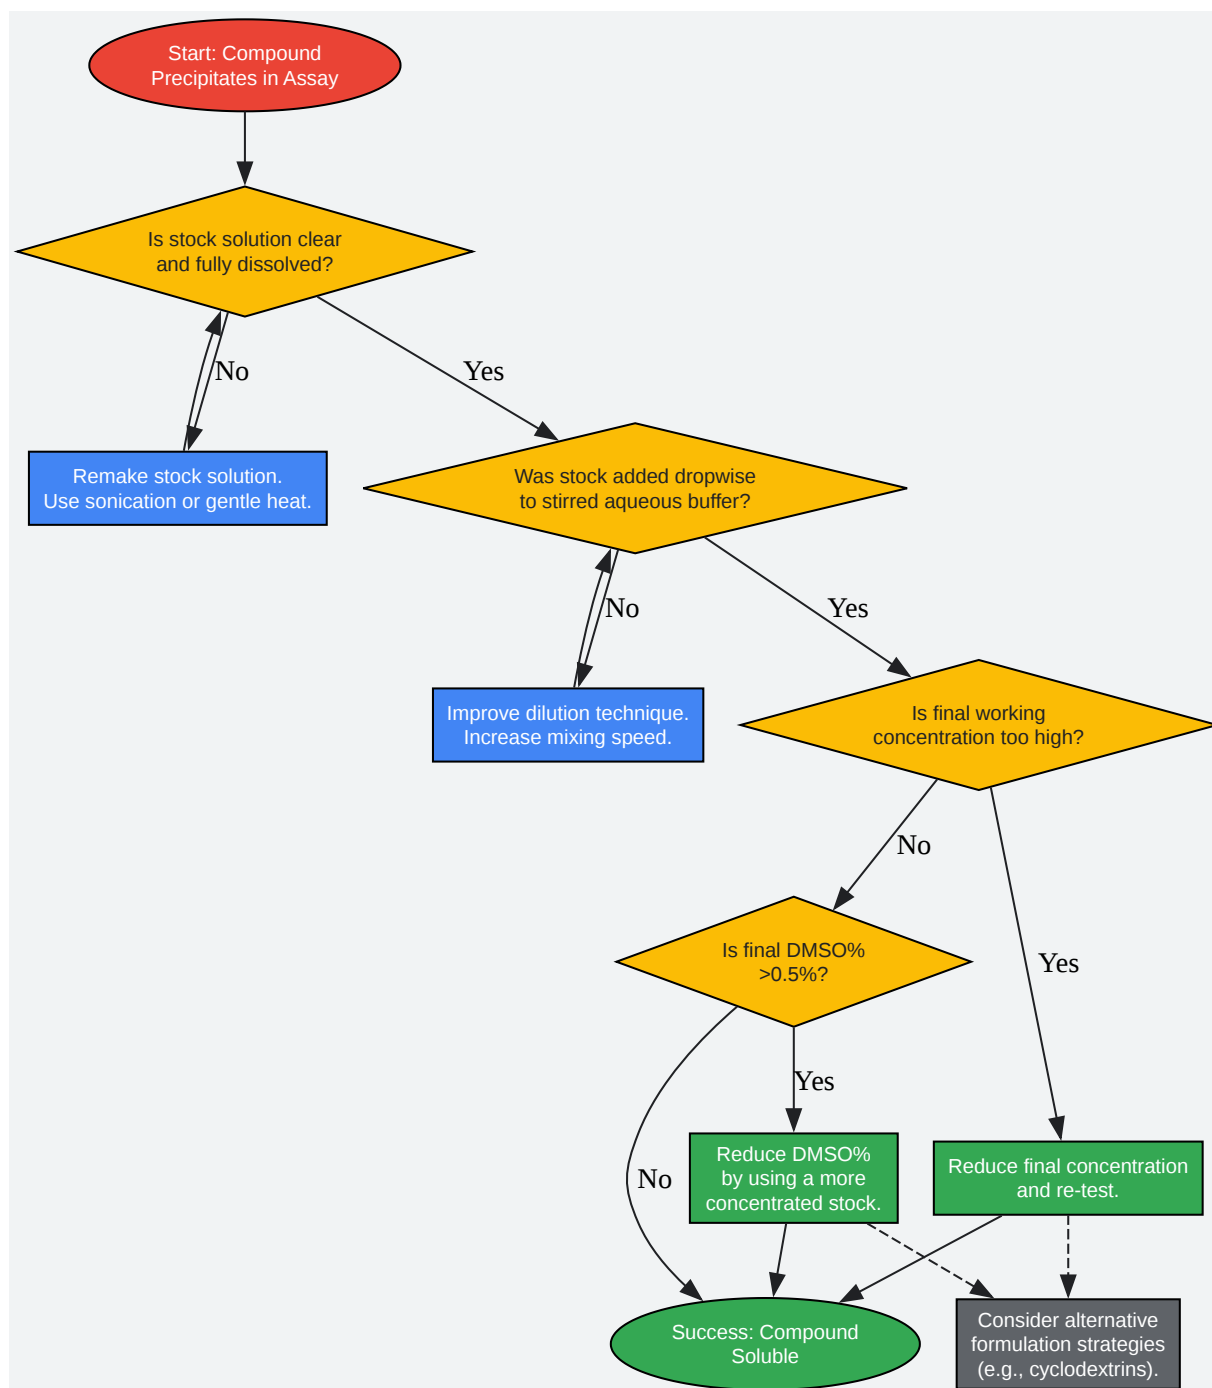 Start: Compound
Precipitates in Assay
Is stock solution clear
and fully dissolved?
No
Yes
Remake stock solution.
Use sonication or gentle heat.
Was stock added dropwise
to stirred aqueous buffer?
No
Yes
Improve dilution technique.
Increase mixing speed.
Is final working
concentration too high?
No
Yes
Is final DMSO%
>0.5%?
Yes
No
Reduce DMSO%
by using a more
concentrated stock.
Reduce final concentration
and re-test.
Success: Compound
Soluble
Consider alternative
formulation strategies
(e.g., cyclodextrins).